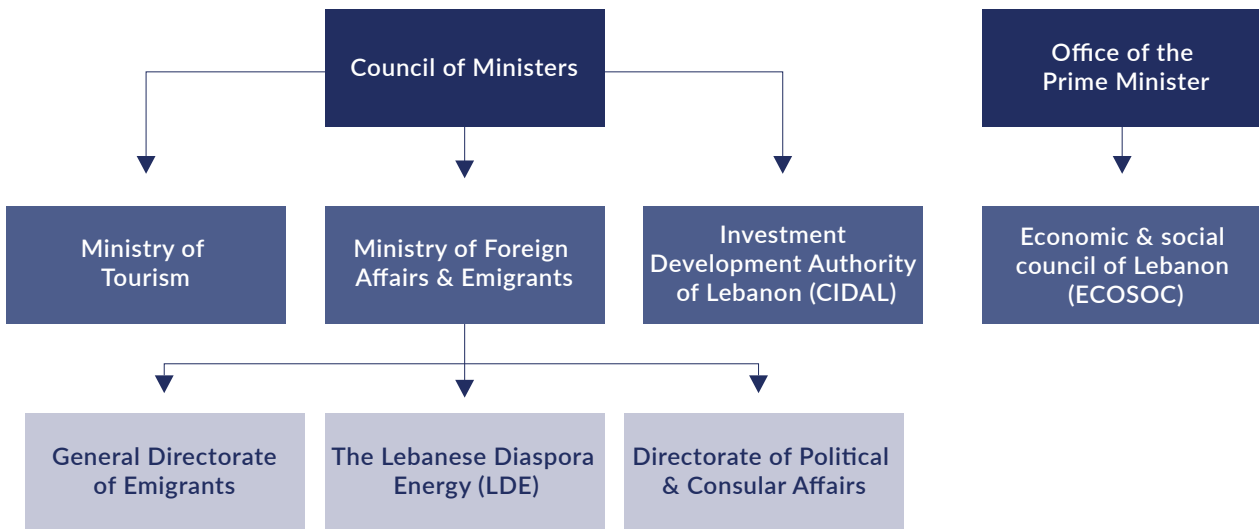 Council of Ministers
Office of the
Prime Minister
Ministry of
Tourism
Ministry of Foreign
Affairs & Emigrants
Investment
Development Authority
of Lebanon (CIDAL)
Economic & social
council of Lebanon
(ECOSOC)
General Directorate
of Emigrants
The Lebanese Diaspora
Energy (LDE)
Directorate of Political
& Consular Affairs